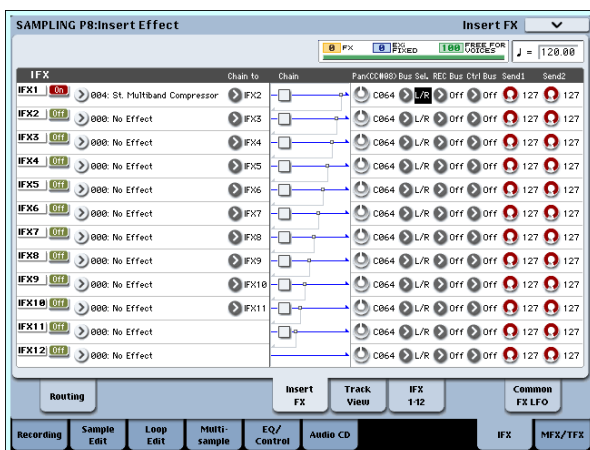 SAMPLING P8:Insert Effect Insert FX
0 FX 0 EXi FIXED 100 FREE FOR VOICES ♩ = 120.00
IFX Chain to Chain Pan(CC#08) Bus Sel. REC Bus Ctrl Bus Send1 Send2
IFX1 On 004: St. Multiband Compressor IFX2 C064 L/R Off Off 127 127
IFX2 Off 000: No Effect IFX3 C064 L/R Off Off 127 127
IFX3 Off 000: No Effect IFX4 C064 L/R Off Off 127 127
IFX4 Off 000: No Effect IFX5 C064 L/R Off Off 127 127
IFX5 Off 000: No Effect IFX6 C064 L/R Off Off 127 127
IFX6 Off 000: No Effect IFX7 C064 L/R Off Off 127 127
IFX7 Off 000: No Effect IFX8 C064 L/R Off Off 127 127
IFX8 Off 000: No Effect IFX9 C064 L/R Off Off 127 127
IFX9 Off 000: No Effect IFX10 C064 L/R Off Off 127 127
IFX10 Off 000: No Effect IFX11 C064 L/R Off Off 127 127
IFX11 Off 000: No Effect C064 L/R Off Off 127 127
IFX12 Off 000: No Effect C064 L/R Off Off 127 127
Routing Insert FX Track View IFX 1-12 Common FX LFO
Recording Sample Edit Loop Edit Multi-sample EQ/Control Audio CD IFX MFX/TFX